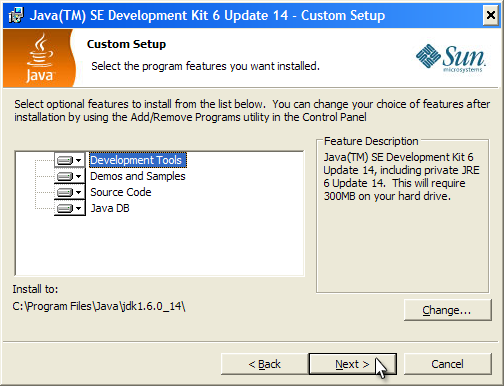 Java(TM) SE Development Kit 6 Update 14 - Custom Setup
Java
Custom Setup
Select the program features you want installed.
Sun
microsystems
Select optional features to install from the list below. You can change your choice of features after
installation by using the Add/Remove Programs utility in the Control Panel
Development Tools
Demos and Samples
Source Code
Java DB
Feature Description
Java(TM) SE Development Kit 6
Update 14, including private JRE
6 Update 14. This will require
300MB on your hard drive.
Install to:
C:\Program Files\Java\jdk1.6.0_14\
Change...
< Back
Next >
Cancel